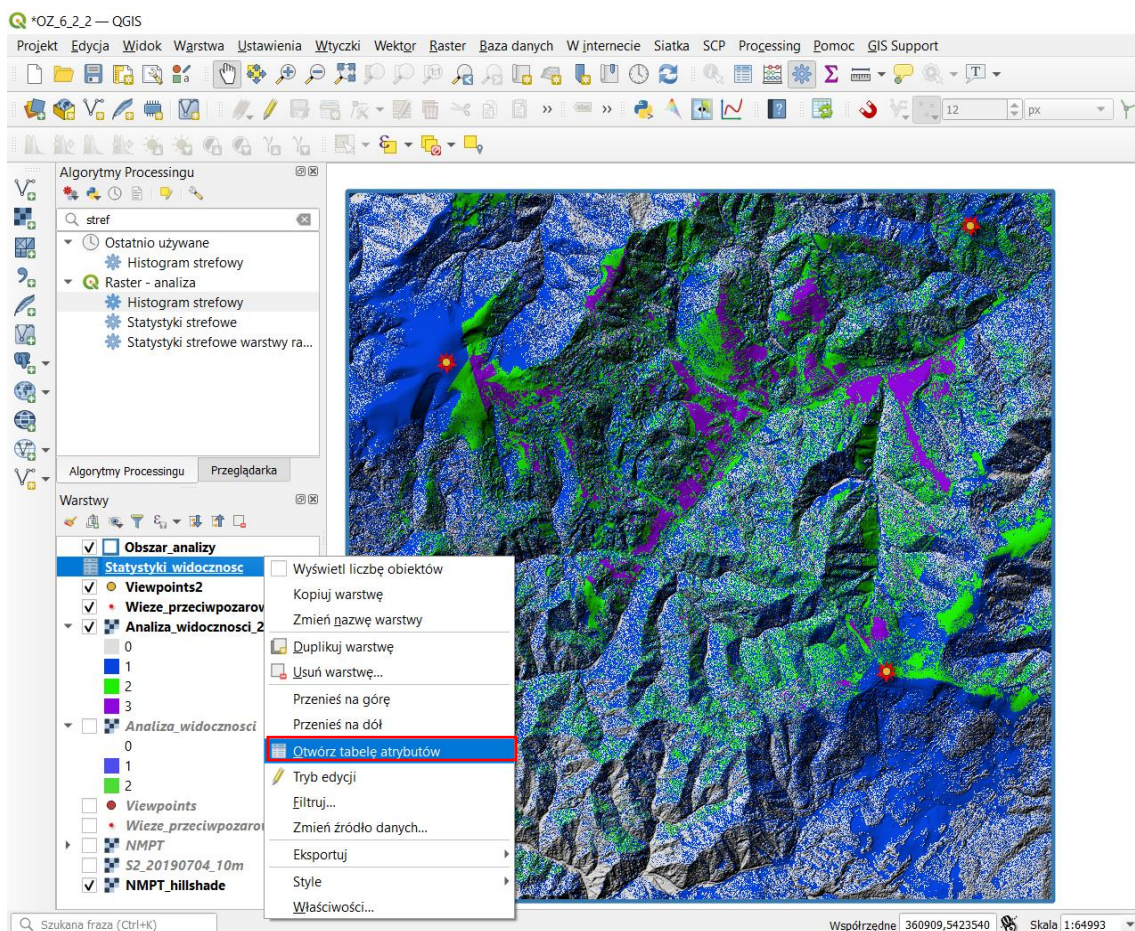 *OZ_6_2_2 — QGIS
Projekt Edycja Widok Warstwa Ustawienia Wtyczki Wektor Raster Baza danych W internecie Siatka SCP Processing Pomoc GIS Support
12 px
Algorytmy Processingu
stref
Ostatnio używane
Histogram strefowy
Raster - analiza
Histogram strefowy
Statystyki strefowe
Statystyki strefowe warstwy ra...
Algorytmy Processingu Przeglądarka
Warstwy
Obszar_analizy
Statystyki_widocznosc
Viewpoints2
Wieze_przeciwpozarow
Analiza_widocznosci_2
0
1
2
3
Analiza_widocznosci
0
1
2
Viewpoints
Wieze_przeciwpozarow
NMPT
S2_20190704_10m
NMPT_hillshade
Wyświetl liczbę obiektów
Kopiuj warstwę
Zmień nazwę warstwy
Duplikuj warstwę
Usuń warstwę...
Przenieś na górę
Przenieś na dół
Otwórz tabelę atrybutów
Tryb edycji
Filtruj...
Zmień źródło danych...
Eksportuj
Style
Właściwości...
Szukana fraza (Ctrl+K) Współrzędne 360909,5423540 Skala 1:64993